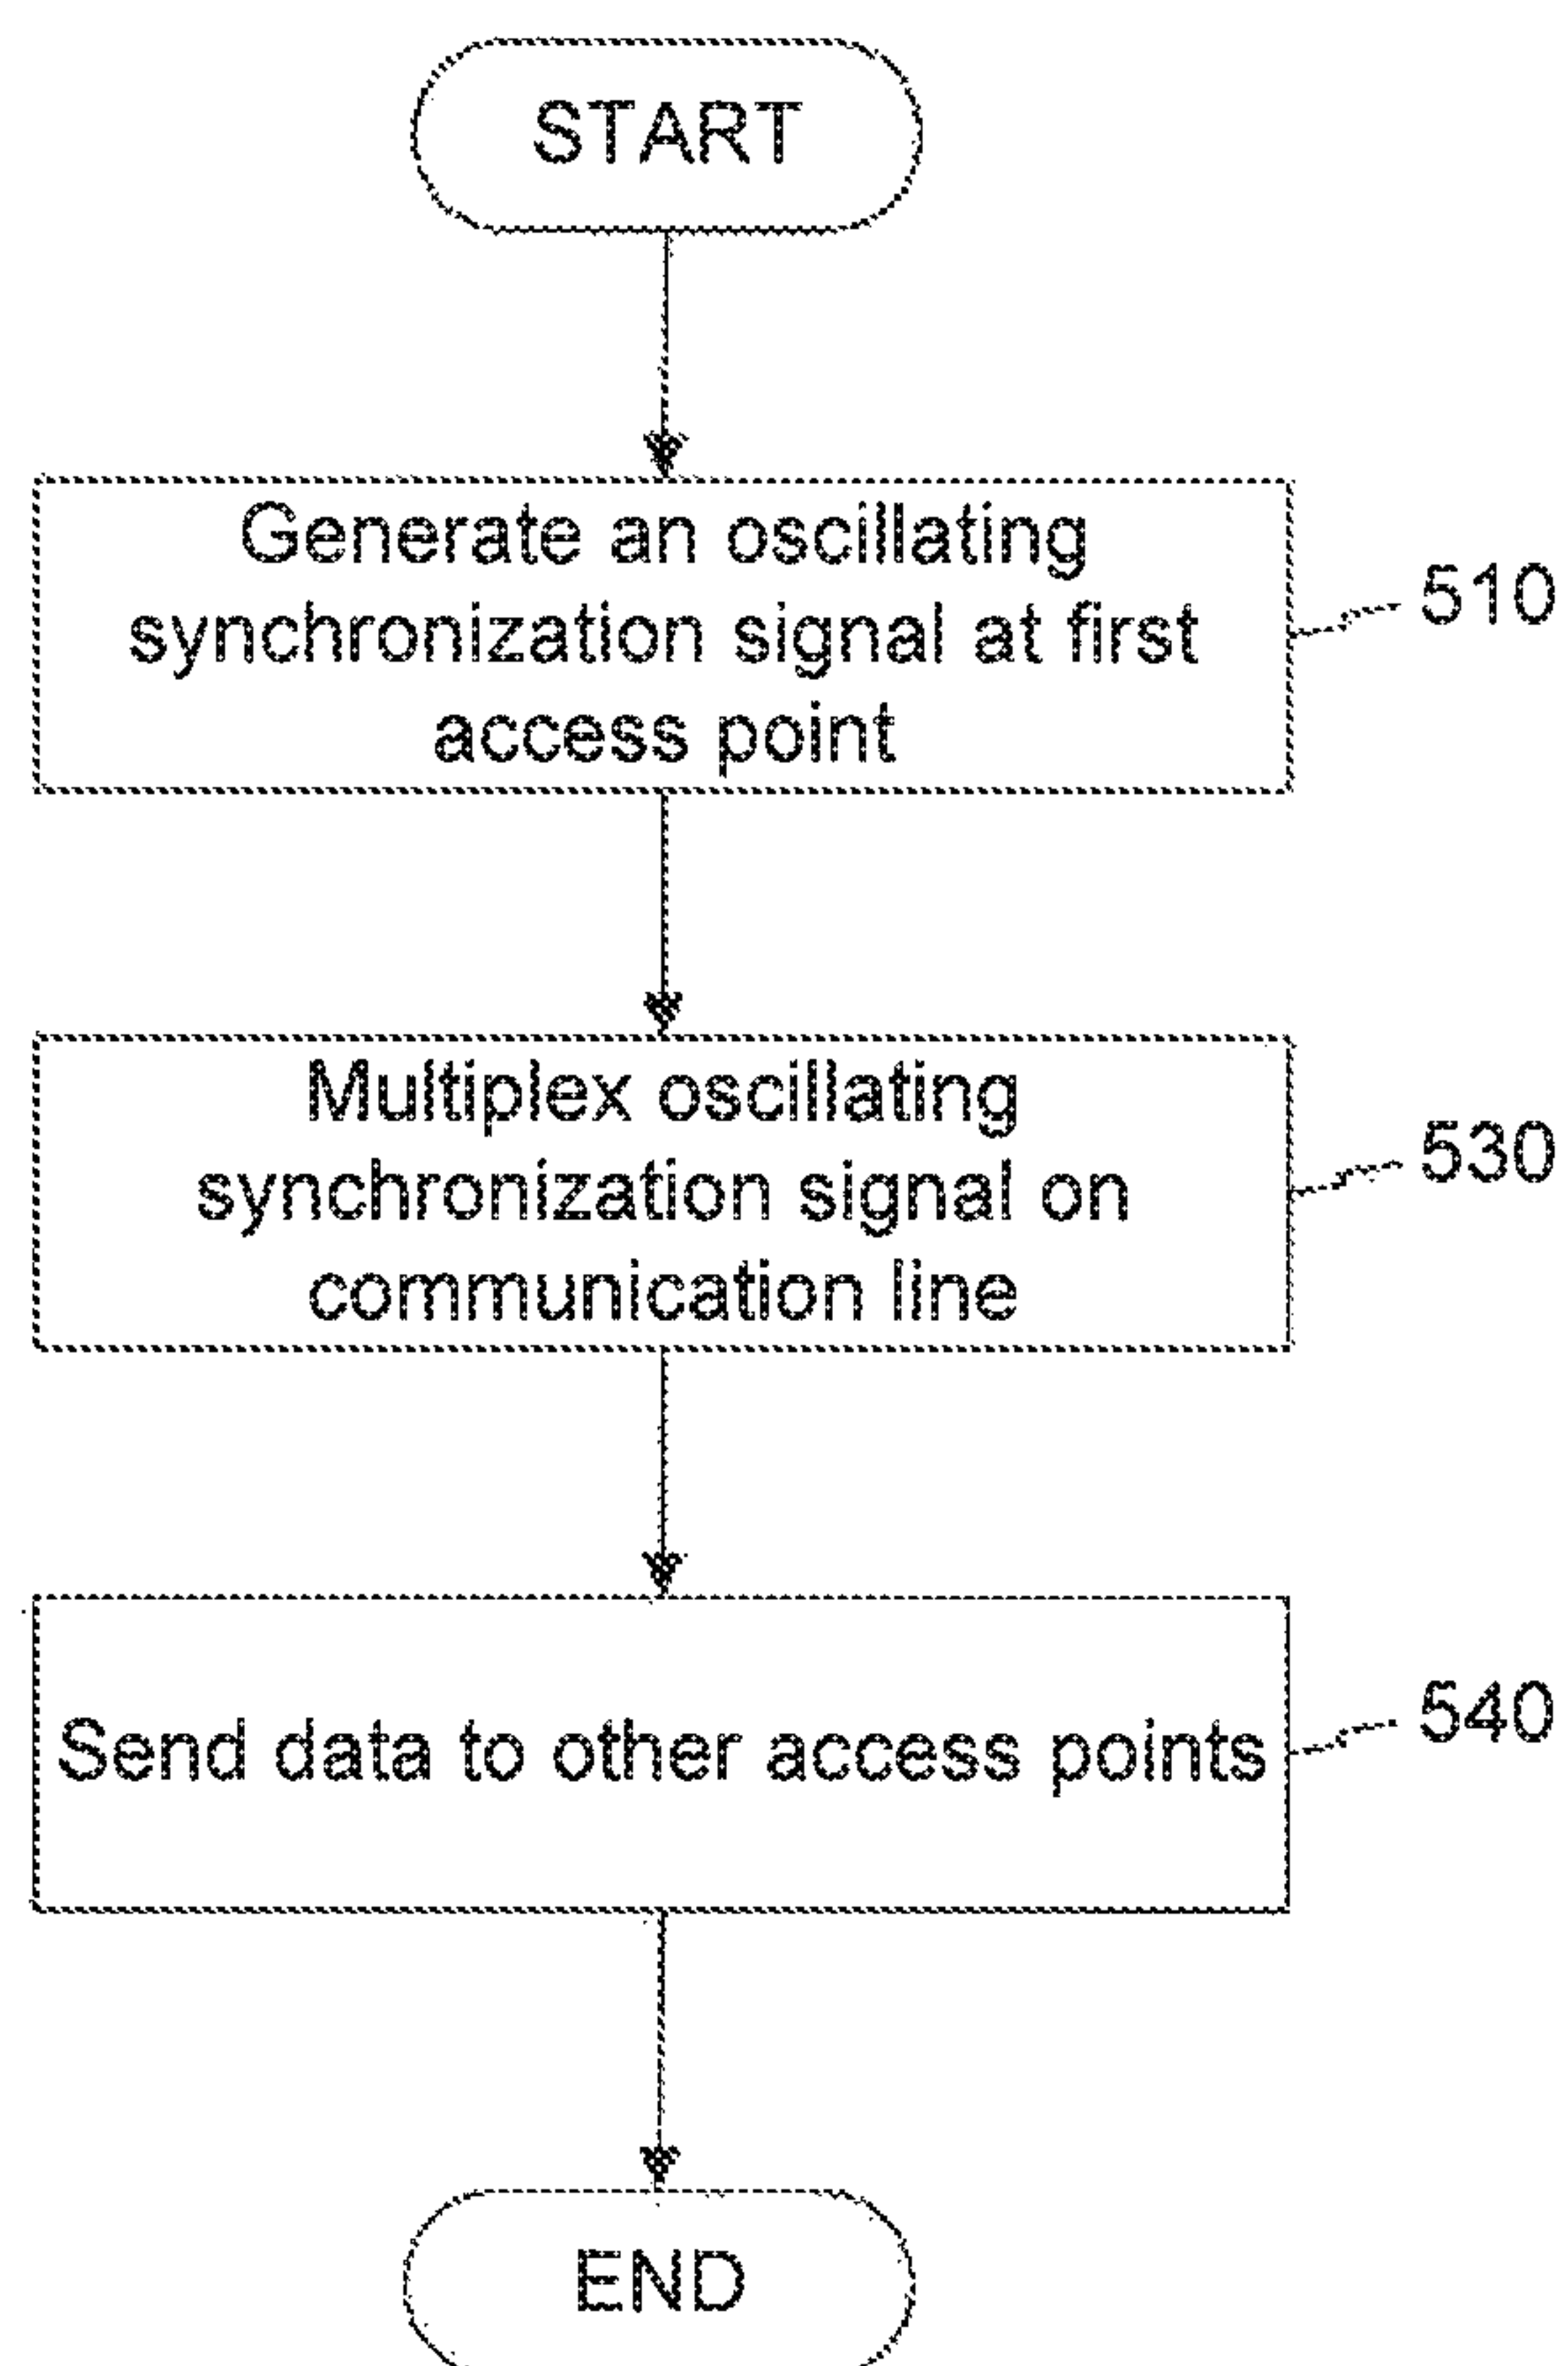 START
Generate an oscillating
synchronization signal at first
access point
510
Multiplex oscillating
synchronization signal on
communication line
530
Send data to other access points
540
END